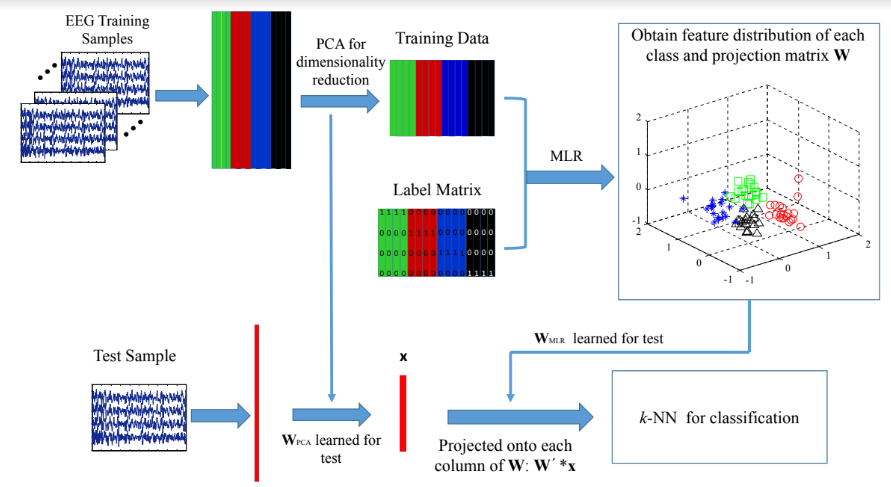 EEG Training
Samples
PCA for
dimensionality
reduction
Training Data
Label Matrix
1 1 1 1 0 0 0 0 0 0 0 0 0 0 0 0
0 0 0 0 1 1 1 1 0 0 0 0 0 0 0 0
0 0 0 0 0 0 0 0 1 1 1 1 0 0 0 0
0 0 0 0 0 0 0 0 0 0 0 0 1 1 1 1
MLR
Obtain feature distribution of each
class and projection matrix W
2
1
0
-1
2
1
0
-1
-1
0
1
2
Test Sample
W_PCA learned for
test
x
W_MLR learned for test
Projected onto each
column of W: W´*x
k-NN for classification